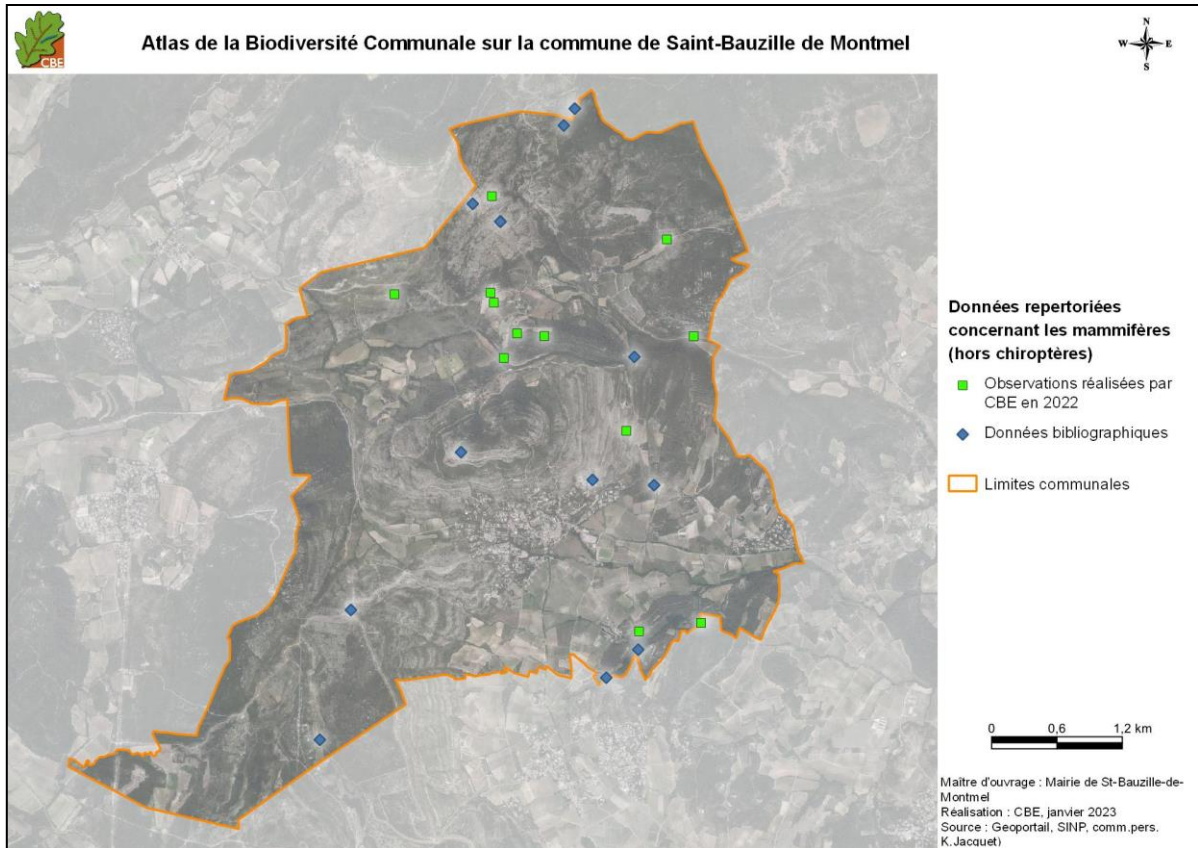 Atlas de la Biodiversité Communale sur la commune de Saint-Bauzille de Montmel
CBE
N
W
E
S
Données repertoriées
concernant les mammifères
(hors chiroptères)
Observations réalisées par
CBE en 2022
Données bibliographiques
Limites communales
0 0,6 1,2 km
Maître d'ouvrage : Mairie de St-Bauzille-de-
Montmel
Réalisation : CBE, janvier 2023
Source : Geoportail, SINP, comm.pers.
K.Jacquet)